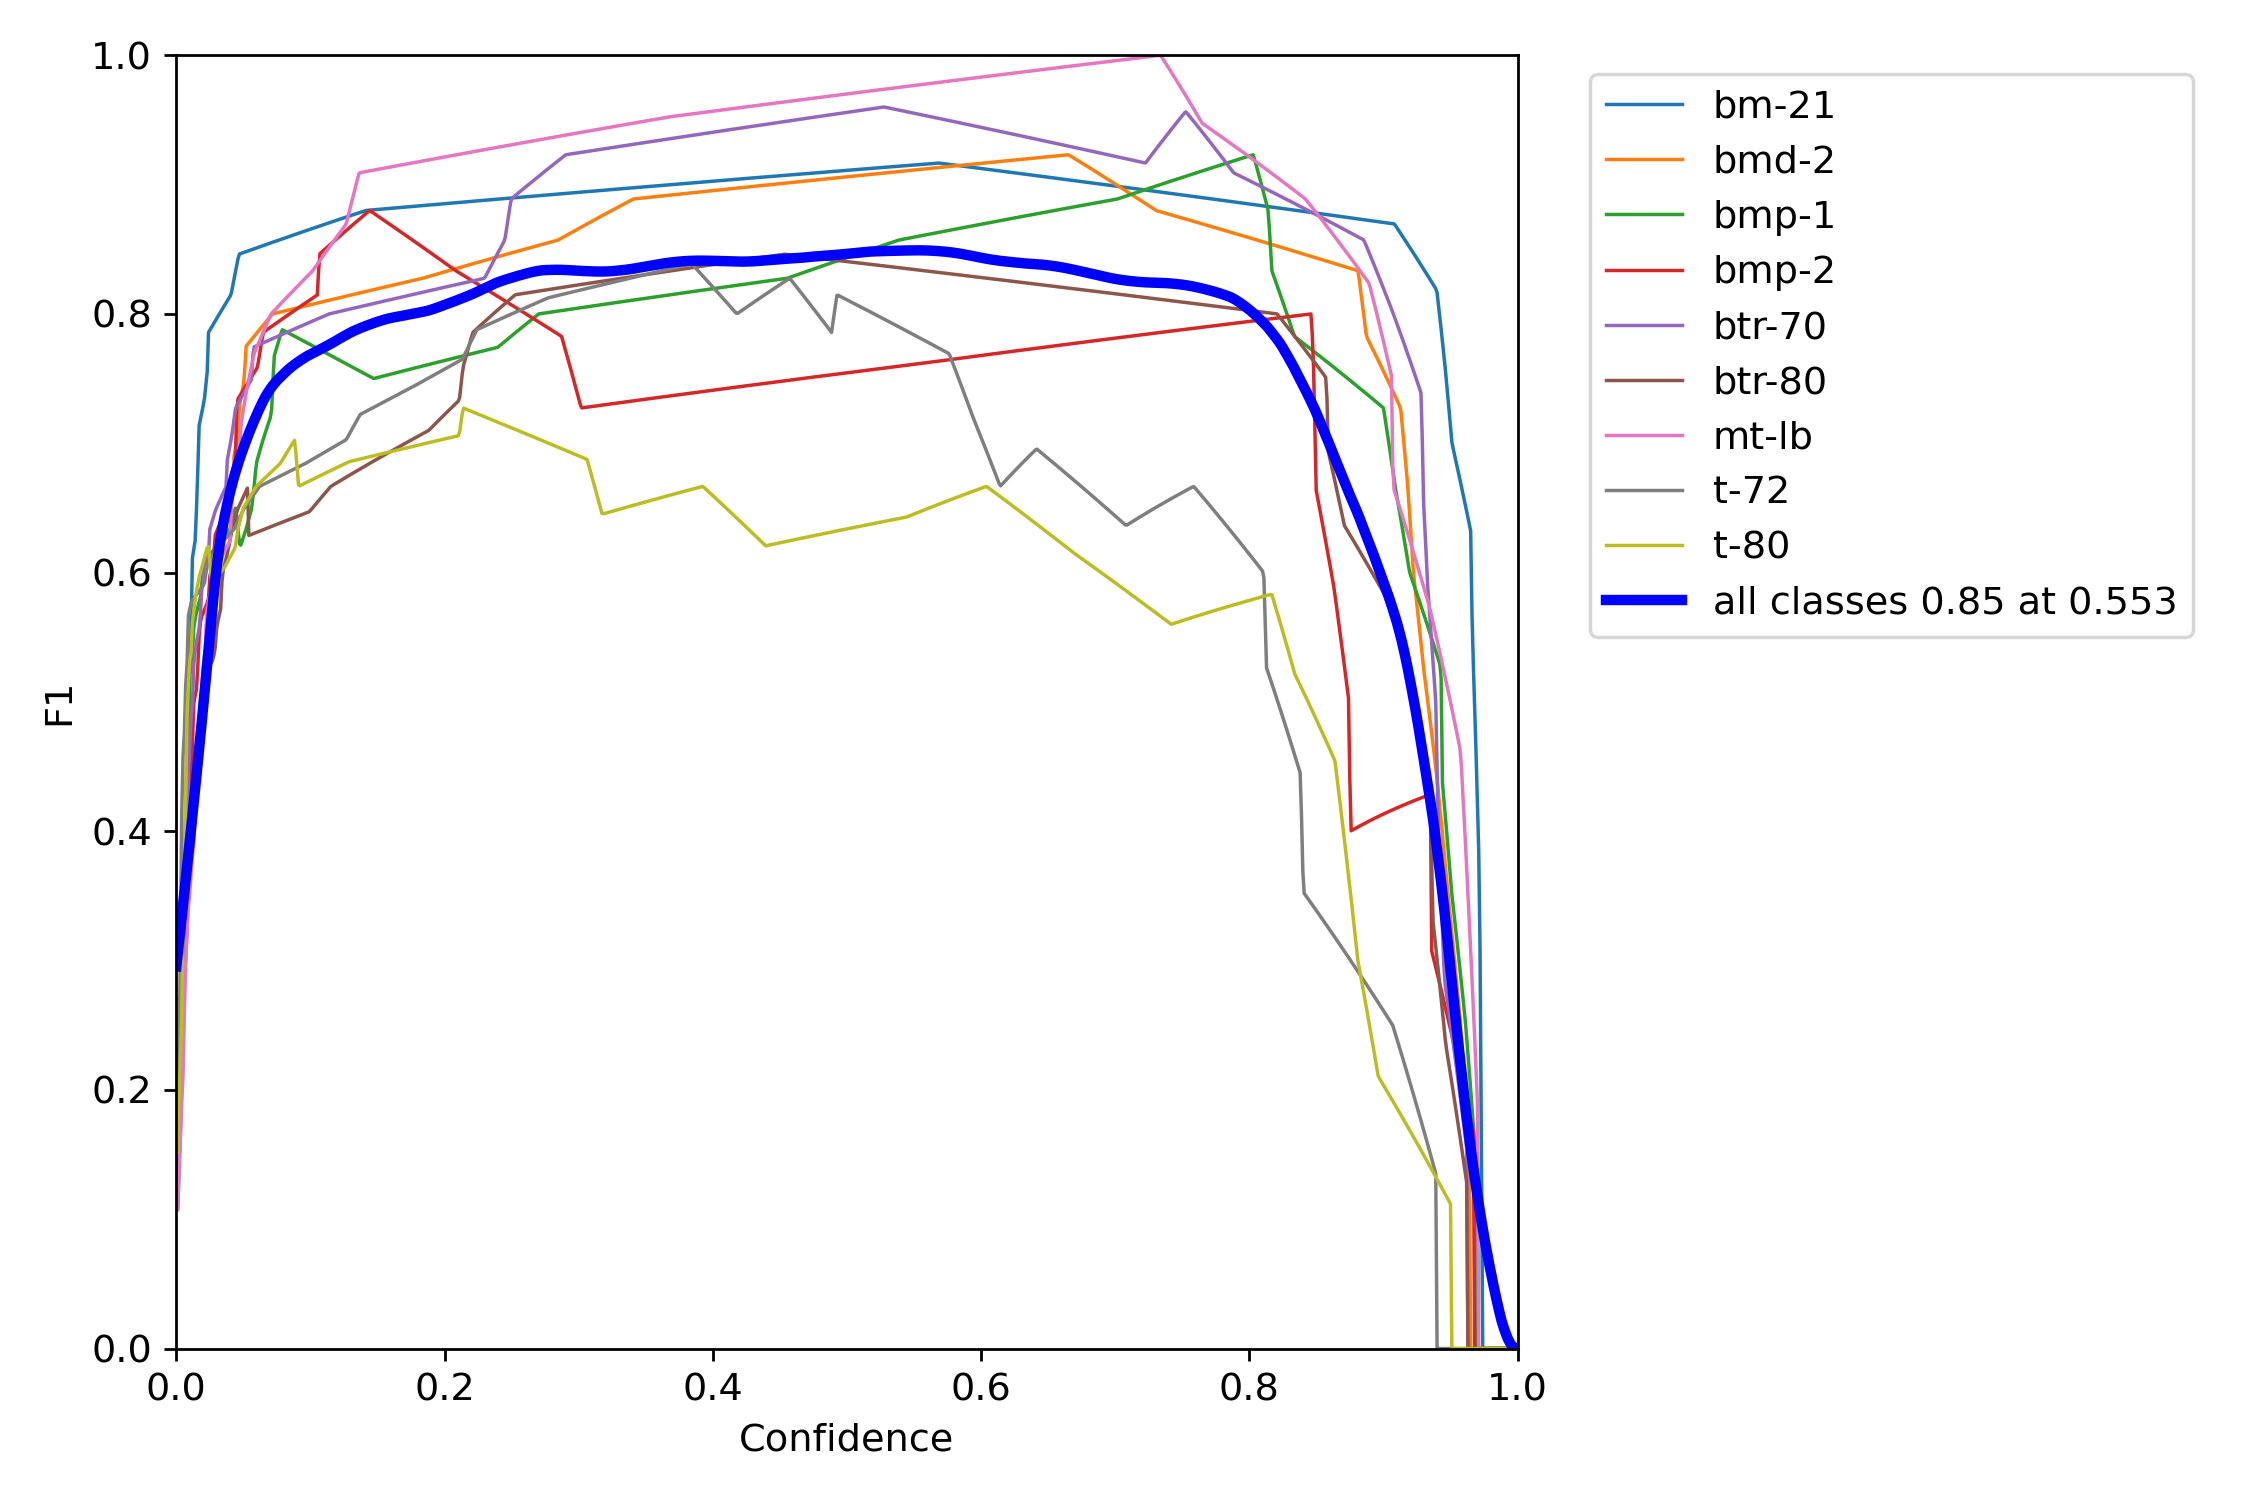 1.0
0.8
0.6
0.4
0.2
0.0
F1
0.0 0.2 0.4 0.6 0.8 1.0
Confidence
bm-21
bmd-2
bmp-1
bmp-2
btr-70
btr-80
mt-lb
t-72
t-80
all classes 0.85 at 0.553